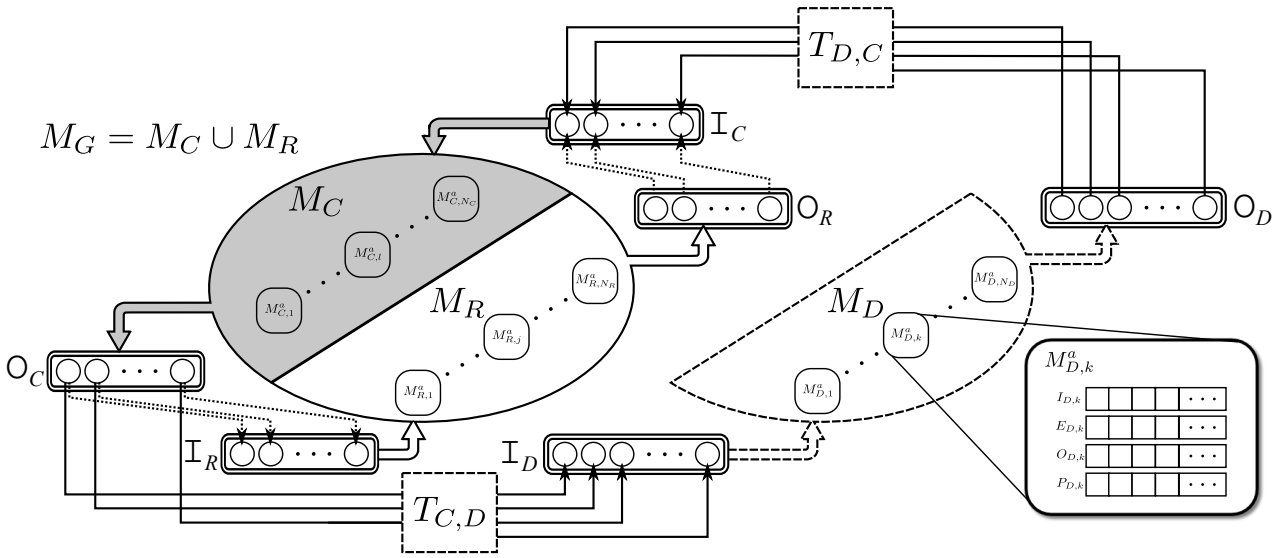 T_{D,C}
I_C
M_G = M_C ∪ M_R
M_C
M^a_{C,N_C}
O_R
O_D
M^a_{C,l}
M^a_{R,N_R}
M^a_{D,N_D}
M^a_{C,1}
M_R
M_D
M^a_{R,j}
M^a_{D,k}
O_C
M^a_{R,1}
M^a_{D,1}
M^a_{D,k}
I_{D,k}
E_{D,k}
O_{D,k}
P_{D,k}
I_R
I_D
T_{C,D}